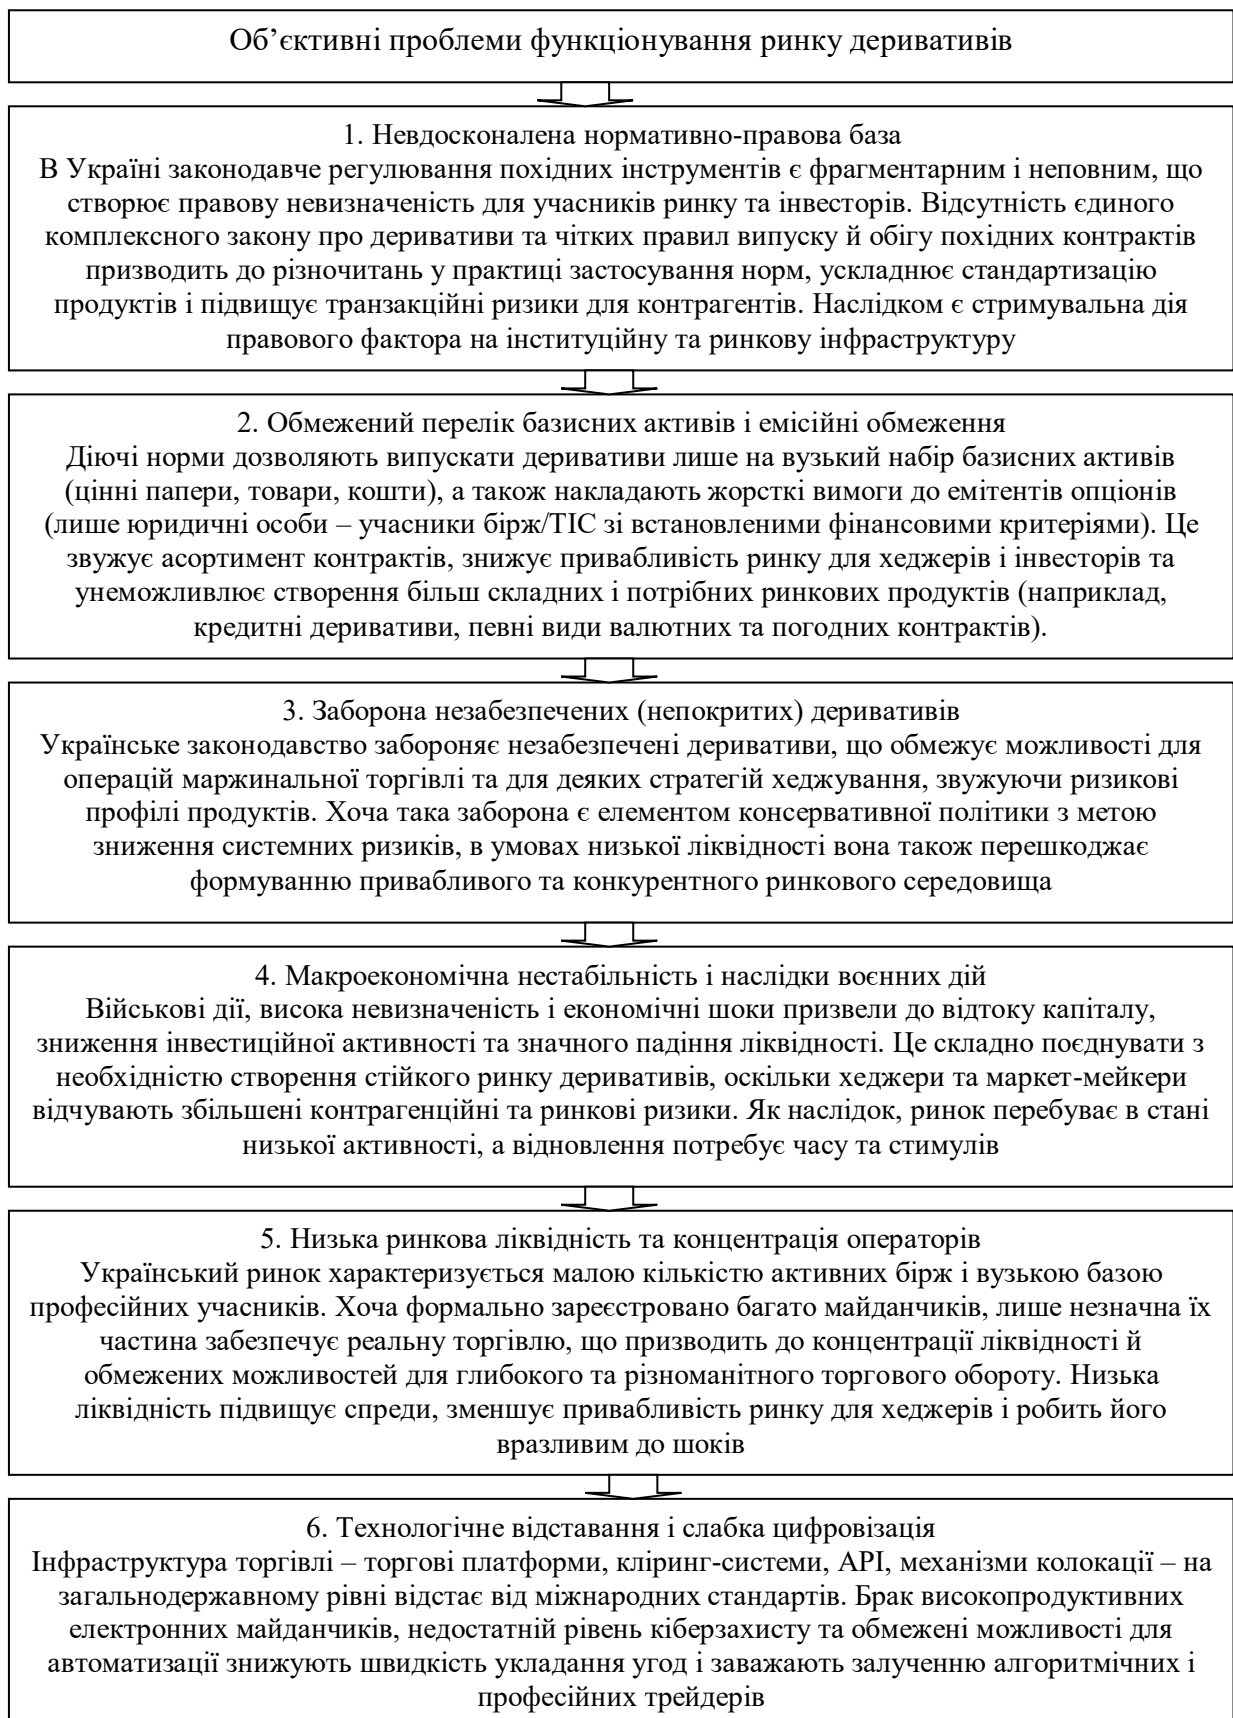 Об’єктивні проблеми функціонування ринку деривативів
1. Невдосконалена нормативно-правова база
В Україні законодавче регулювання похідних інструментів є фрагментарним і неповним, що
створює правову невизначеність для учасників ринку та інвесторів. Відсутність єдиного
комплексного закону про деривативи та чітких правил випуску й обігу похідних контрактів
призводить до різночитань у практиці застосування норм, ускладнює стандартизацію
продуктів і підвищує транзакційні ризики для контрагентів. Наслідком є стримувальна дія
правового фактора на інституційну та ринкову інфраструктуру
2. Обмежений перелік базисних активів і емісійні обмеження
Діючі норми дозволяють випускати деривативи лише на вузький набір базисних активів
(цінні папери, товари, кошти), а також накладають жорсткі вимоги до емітентів опціонів
(лише юридичні особи – учасники бірж/ТІС зі встановленими фінансовими критеріями). Це
звужує асортимент контрактів, знижує привабливість ринку для хеджерів і інвесторів та
унеможливлює створення більш складних і потрібних ринкових продуктів (наприклад,
кредитні деривативи, певні види валютних та погодних контрактів).
3. Заборона незабезпечених (непокритих) деривативів
Українське законодавство забороняє незабезпечені деривативи, що обмежує можливості для
операцій маржинальної торгівлі та для деяких стратегій хеджування, звужуючи ризикові
профілі продуктів. Хоча така заборона є елементом консервативної політики з метою
зниження системних ризиків, в умовах низької ліквідності вона також перешкоджає
формуванню привабливого та конкурентного ринкового середовища
4. Макроекономічна нестабільність і наслідки воєнних дій
Військові дії, висока невизначеність і економічні шоки призвели до відтоку капіталу,
зниження інвестиційної активності та значного падіння ліквідності. Це складно поєднувати з
необхідністю створення стійкого ринку деривативів, оскільки хеджери та маркет-мейкери
відчувають збільшені контрагенційні та ринкові ризики. Як наслідок, ринок перебуває в стані
низької активності, а відновлення потребує часу та стимулів
5. Низька ринкова ліквідність та концентрація операторів
Український ринок характеризується малою кількістю активних бірж і вузькою базою
професійних учасників. Хоча формально зареєстровано багато майданчиків, лише незначна їх
частина забезпечує реальну торгівлю, що призводить до концентрації ліквідності й
обмежених можливостей для глибокого та різноманітного торгового обороту. Низька
ліквідність підвищує спреди, зменшує привабливість ринку для хеджерів і робить його
вразливим до шоків
6. Технологічне відставання і слабка цифровізація
Інфраструктура торгівлі – торгові платформи, кліринг-системи, API, механізми колокації – на
загальнодержавному рівні відстає від міжнародних стандартів. Брак високопродуктивних
електронних майданчиків, недостатній рівень кіберзахисту та обмежені можливості для
автоматизації знижують швидкість укладання угод і заважають залученню алгоритмічних і
професійних трейдерів